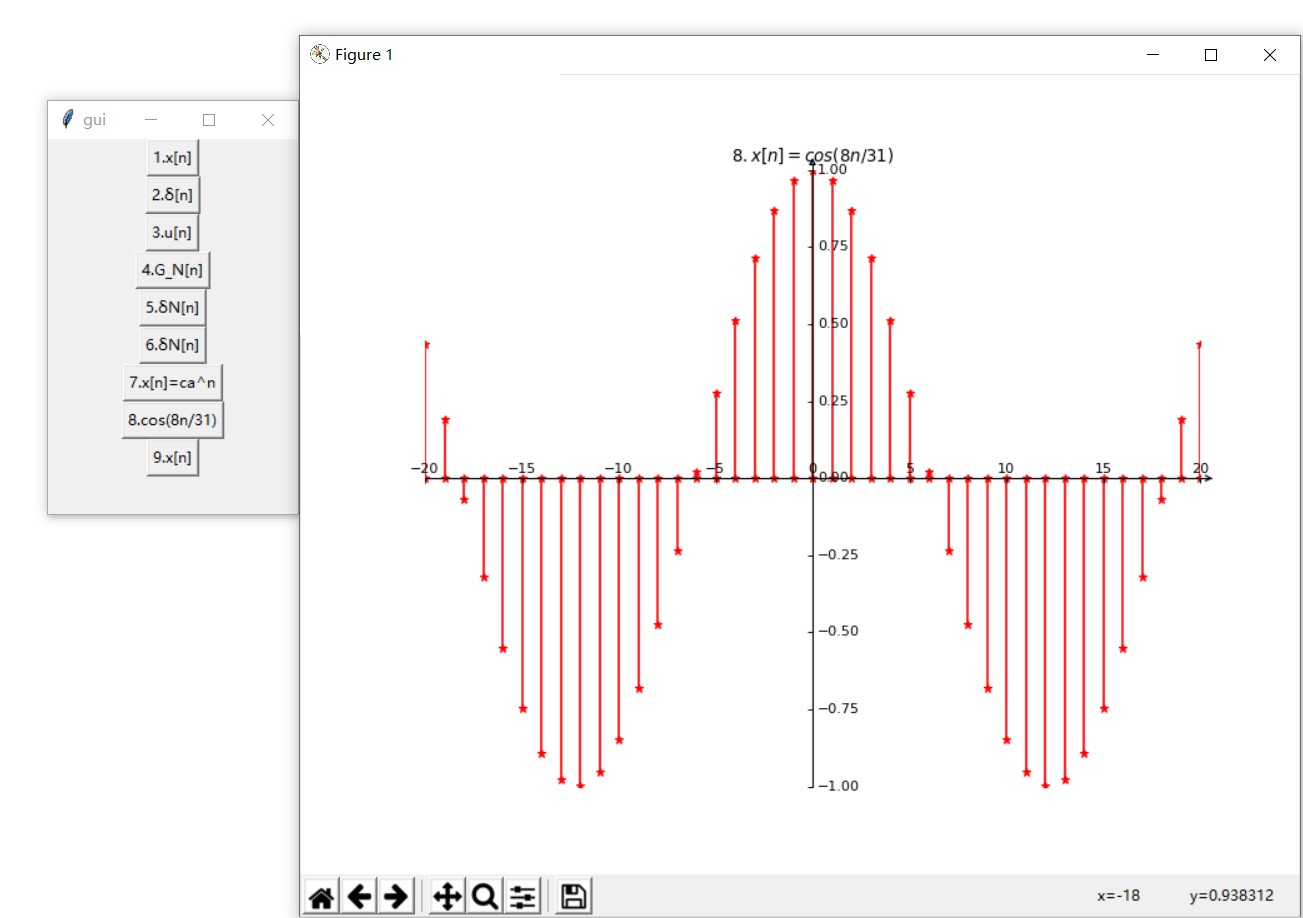 Figure 1
gui
1.x[n]
2.δ[n]
3.u[n]
4.G_N[n]
5.δN[n]
6.δN[n]
7.x[n]=ca^n
8.cos(8n/31)
9.x[n]
8. x[n] = cos(8n/31)
1.00
0.75
0.50
0.25
−20 −15 −10 −5 0 5 10 15 20
0.00
−0.25
−0.50
−0.75
−1.00
x=-18 y=0.938312